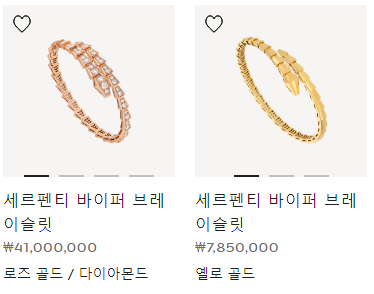 세르펜티 바이퍼 브레
이슬릿
₩41,000,000
로즈 골드 / 다이아몬드
세르펜티 바이퍼 브레
이슬릿
₩7,850,000
옐로 골드